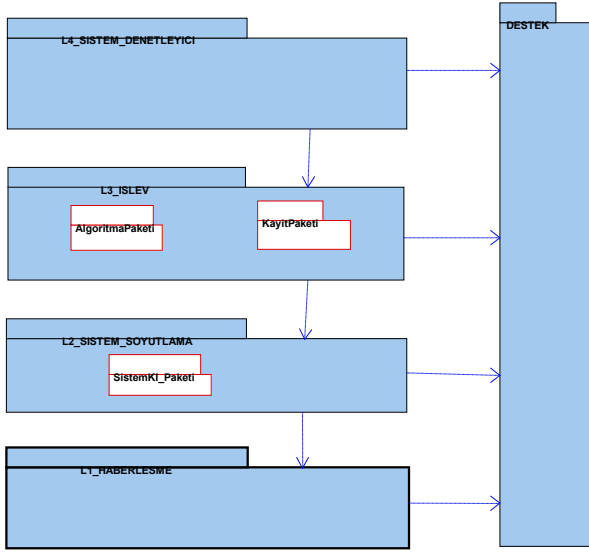 L4_SISTEM_DENETLEYICI
DESTEK
L3_ISLEV
AlgoritmaPaketi
KayitPaketi
L2_SISTEM_SOYUTLAMA
SistemKI_Paketi
L1_HABERLESME